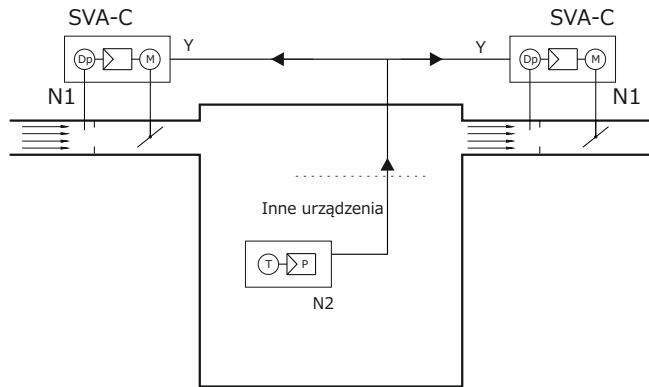 SVA-C
SVA-C
Y
Y
Dp
M
Dp
M
N1
N1
Inne urządzenia
T
P
N2